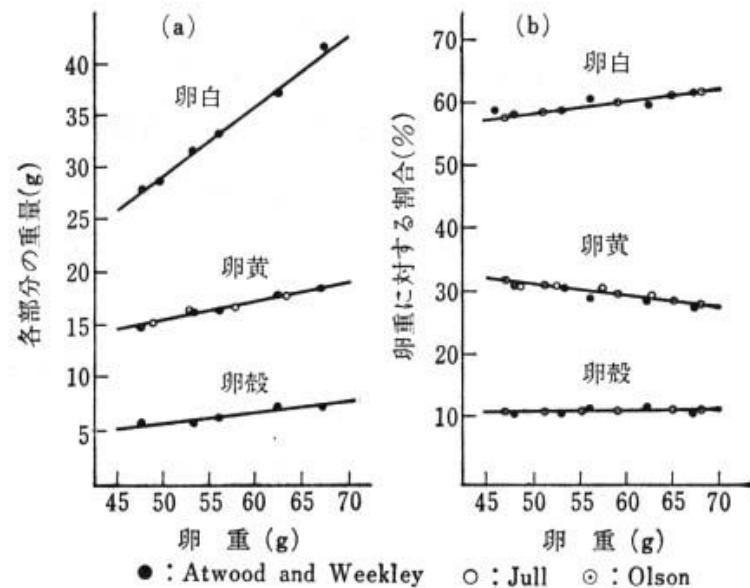 (a)
40
35
30
25
20
15
10
5
卵白
卵黄
卵殻
各部分の重量(g)
45 50 55 60 65 70
卵 重 (g)
(b)
70
60
50
40
30
20
10
卵白
卵黄
卵殻
卵重に対する割合(%)
45 50 55 60 65 70
卵 重 (g)
● : Atwood and Weekley ○ : Jull ⊙ : Olson